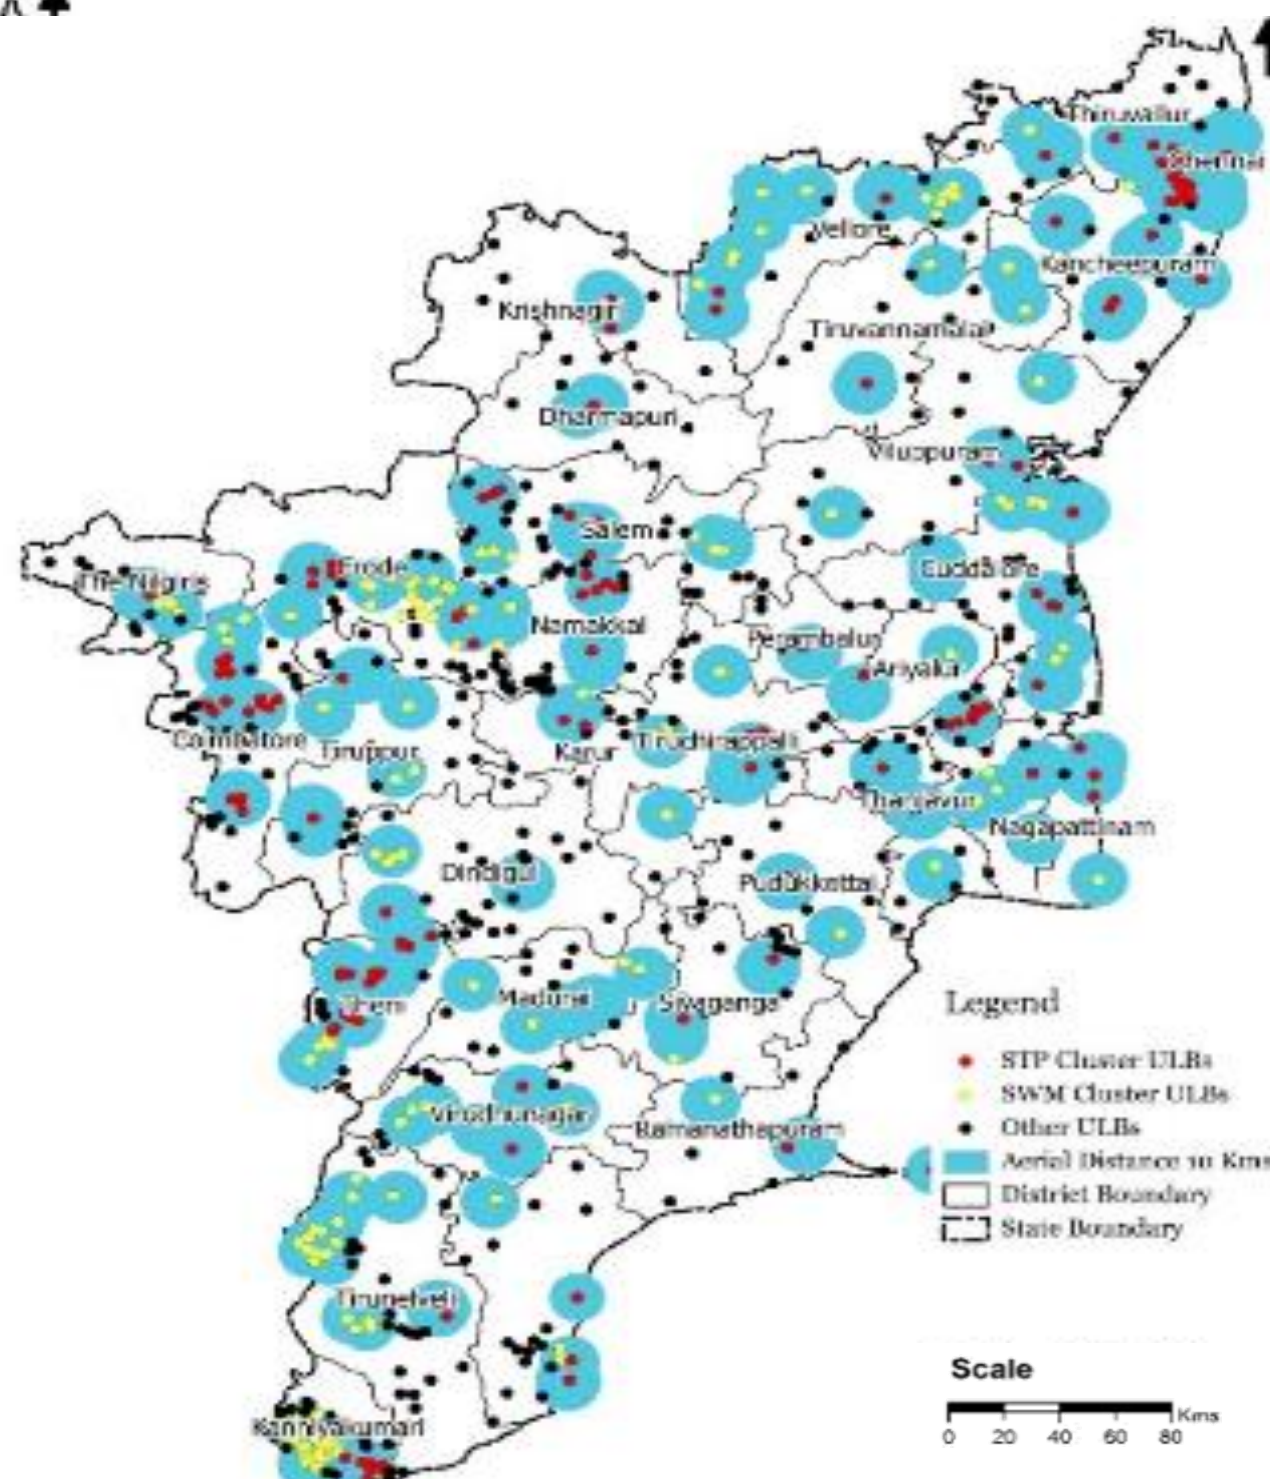 Thiruvallur
Chennai
Vellore
Kancheepuram
Krishnagiri
Tiruvannamalai
Dharmapuri
Viluppuram
Salem
Erode
The Nilgiris
Cuddalore
Namakkal
Perambalur
Ariyalur
Coimbatore
Tiruppur
Karur
Tiruchirappalli
Thanjavur
Nagapattinam
Dindigul
Pudukkottai
Theni
Madurai
Sivaganga
Virudhunagar
Ramanathapuram
Tirunelveli
Kanniyakumari
Legend
STP Cluster ULBs
SWM Cluster ULBs
Other ULBs
Aerial Distance 10 Kms
District Boundary
State Boundary
Scale
Kms
0 20 40 60 80